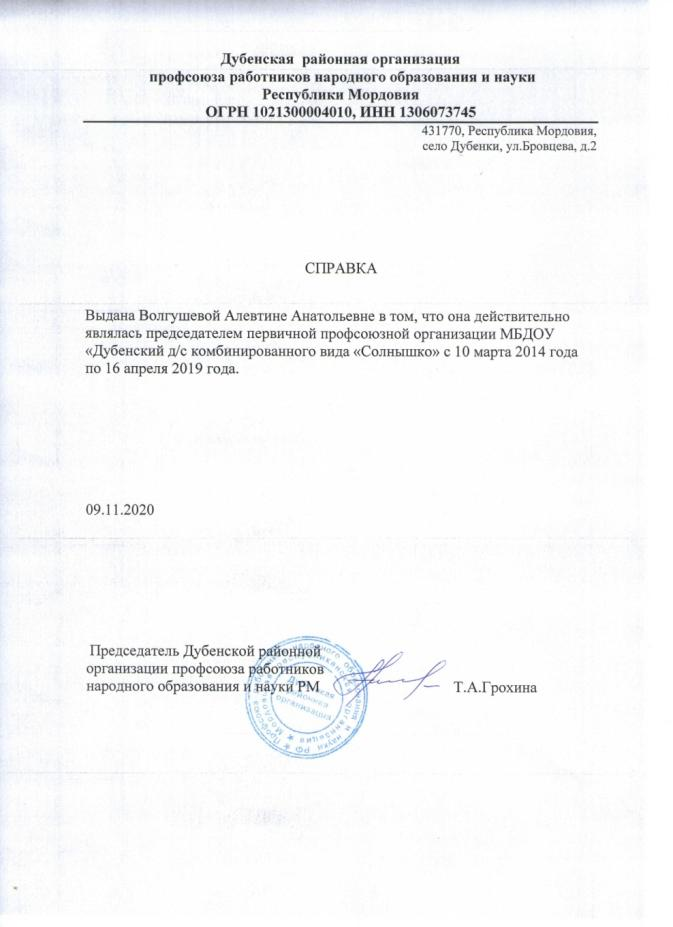 Дубенская районная организация
профсоюза работников народного образования и науки
Республики Мордовия
ОГРН 1021300004010, ИНН 1306073745
431770, Республика Мордовия,
село Дубенки, ул.Бровцева, д.2
СПРАВКА
Выдана Волгушевой Алевтине Анатольевне в том, что она действительно
являлась председателем первичной профсоюзной организации МБДОУ
«Дубенский д/с комбинированного вида «Солнышко» с 10 марта 2014 года
по 16 апреля 2019 года.
09.11.2020
Председатель Дубенской районной
организации профсоюза работников
народного образования и науки РМ
Т.А.Грохина
районная
организация